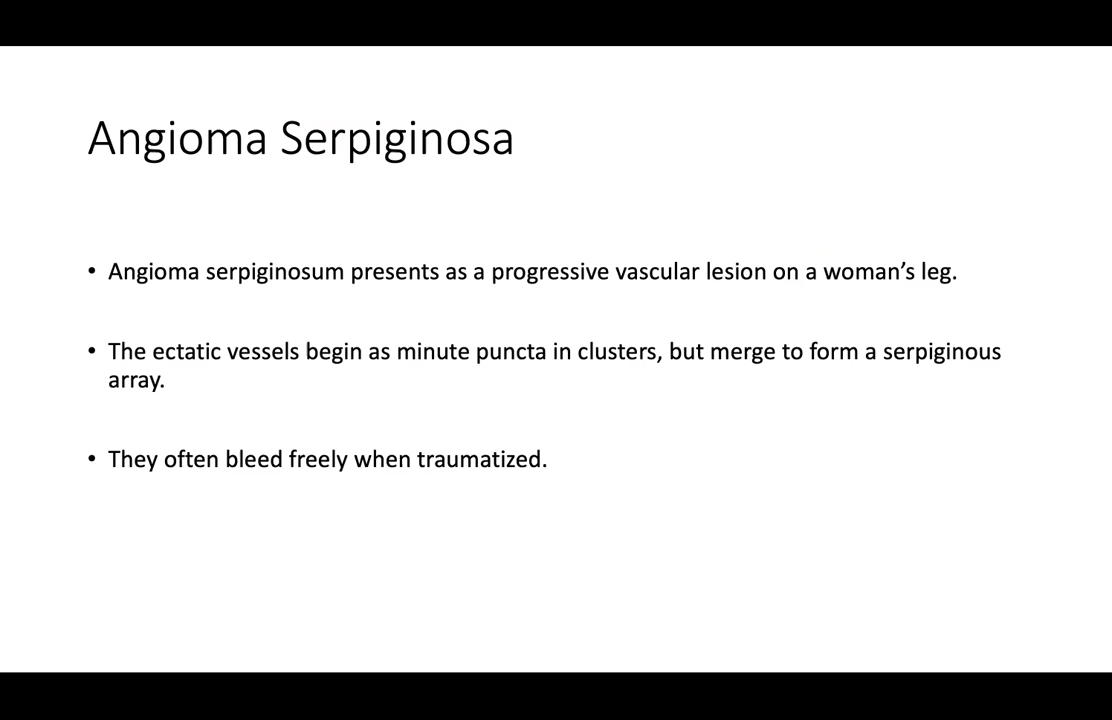 Angioma Serpiginosa
• Angioma serpiginosum presents as a progressive vascular lesion on a woman’s leg.
• The ectatic vessels begin as minute puncta in clusters, but merge to form a serpiginous
array.
• They often bleed freely when traumatized.